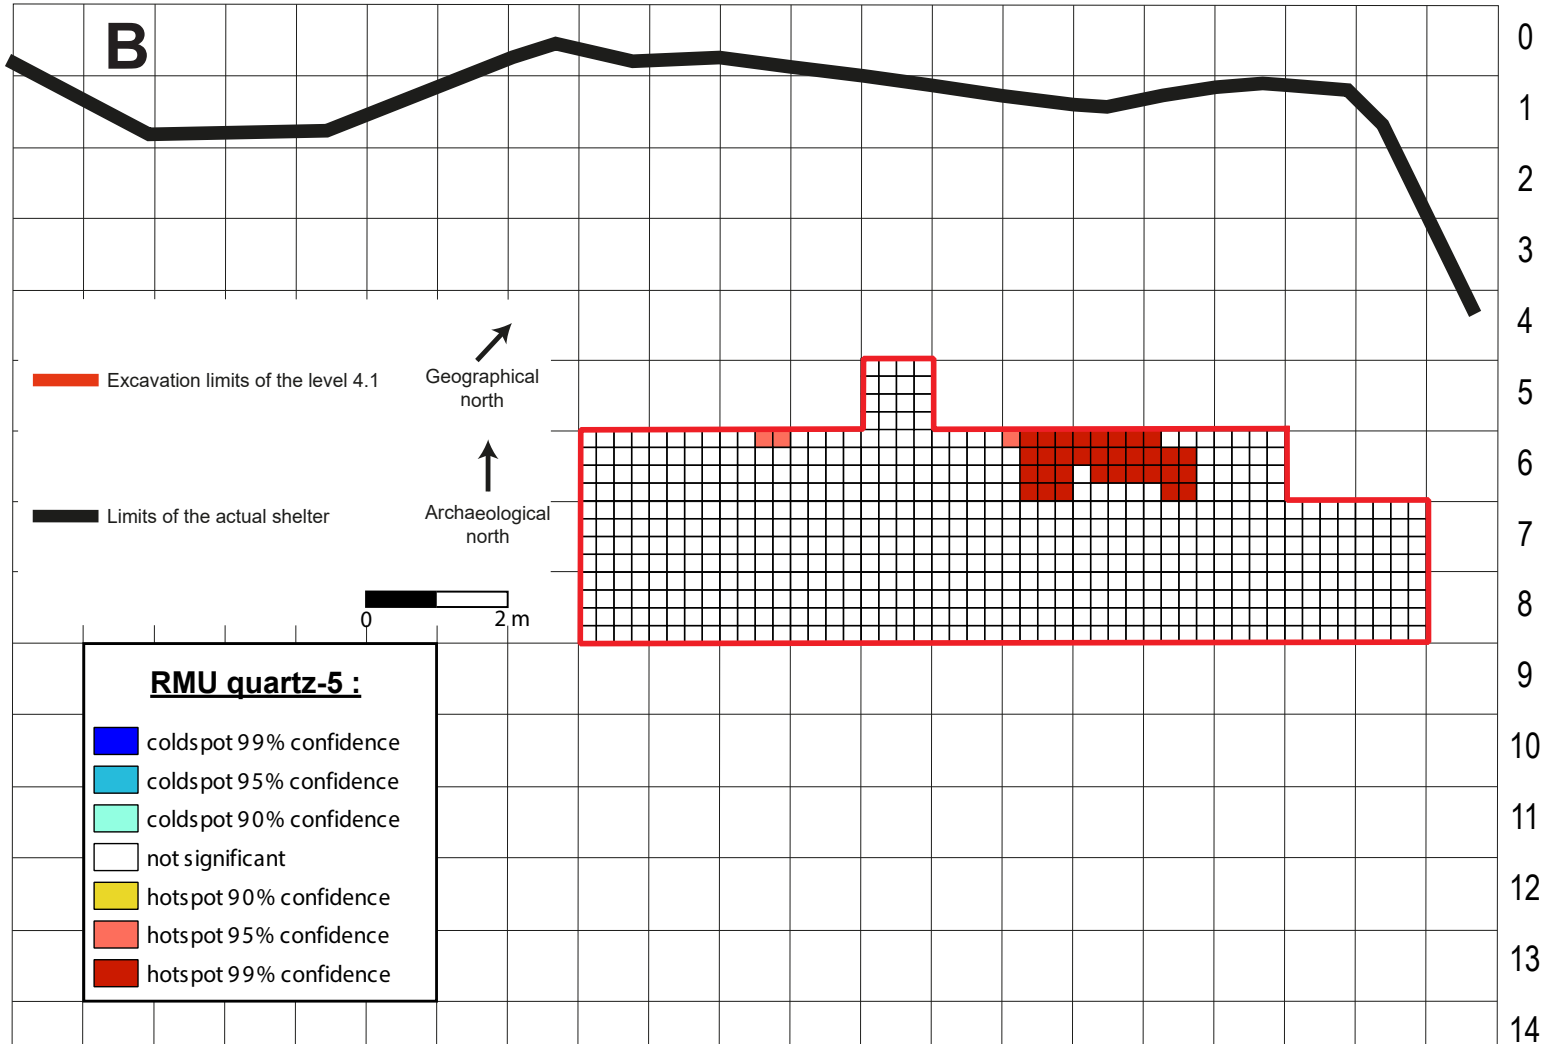 B
0
1
2
3
4
5
6
7
8
9
10
11
12
13
14
Excavation limits of the level 4.1
Geographical
north
Limits of the actual shelter
Archaeological
north
0
2 m
RMU quartz-5 :
coldspot 99% confidence
coldspot 95% confidence
coldspot 90% confidence
not significant
hotspot 90% confidence
hotspot 95% confidence
hotspot 99% confidence